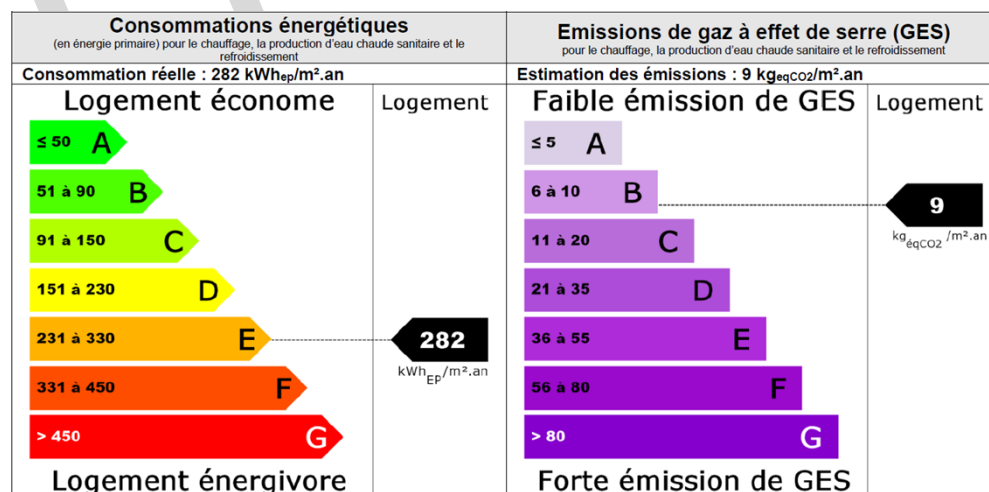 Consommations énergétiques
(en énergie primaire) pour le chauffage, la production d'eau chaude sanitaire et le
refroidissement
Consommation réelle : 282 kWhep/m².an
Logement économe
Logement
≤ 50 A
51 à 90 B
91 à 150 C
151 à 230 D
231 à 330 E
282
kWhEP/m².an
331 à 450 F
> 450 G
Logement énergivore
Emissions de gaz à effet de serre (GES)
pour le chauffage, la production d'eau chaude sanitaire et le refroidissement
Estimation des émissions : 9 kgeqCO2/m².an
Faible émission de GES
Logement
≤ 5 A
6 à 10 B
9
kgéqCO2 /m².an
11 à 20 C
21 à 35 D
36 à 55 E
56 à 80 F
> 80 G
Forte émission de GES